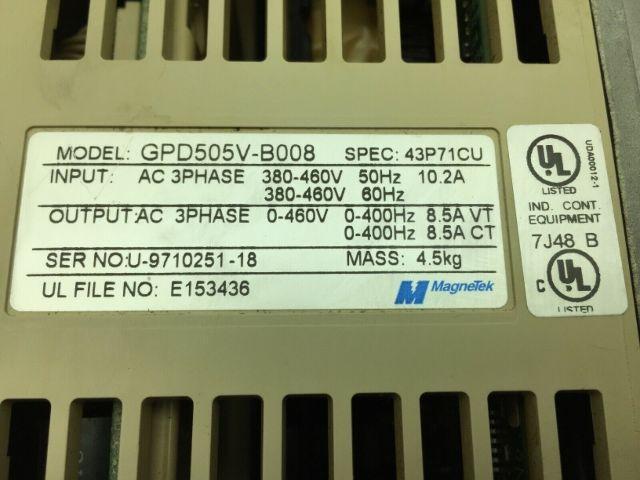 MODEL: GPD505V-B008 SPEC: 43P71CU
INPUT: AC 3PHASE 380-460V 50Hz 10.2A
380-460V 60Hz
OUTPUT: AC 3PHASE 0-460V 0-400Hz 8.5A VT
0-400Hz 8.5A CT
SER NO:U-9710251-18 MASS: 4.5kg
UL FILE NO: E153436
M MagneTek
UL
LISTED
IND. CONT.
EQUIPMENT
7J48 B
C UL
LISTED
UDA00012-1